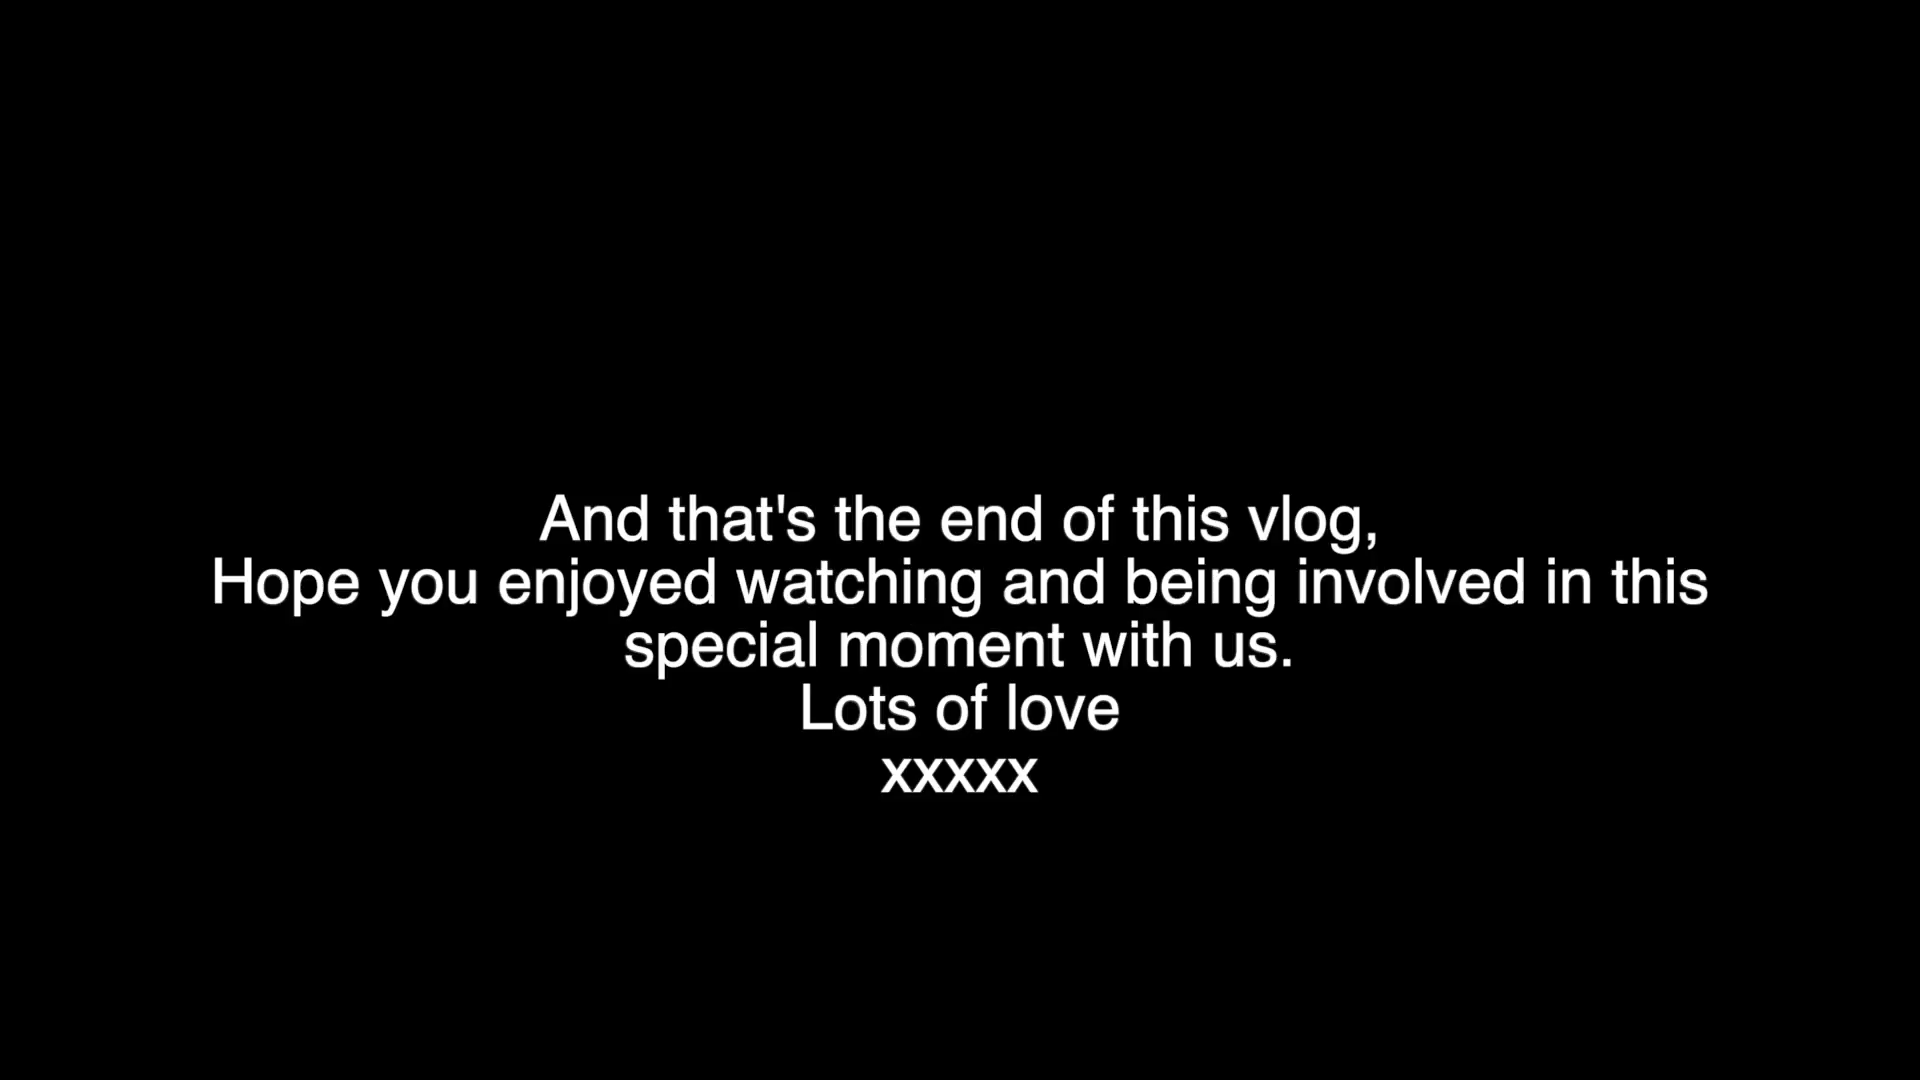 And that's the end of this vlog,
Hope you enjoyed watching and being involved in this
special moment with us.
Lots of love
xxxxx